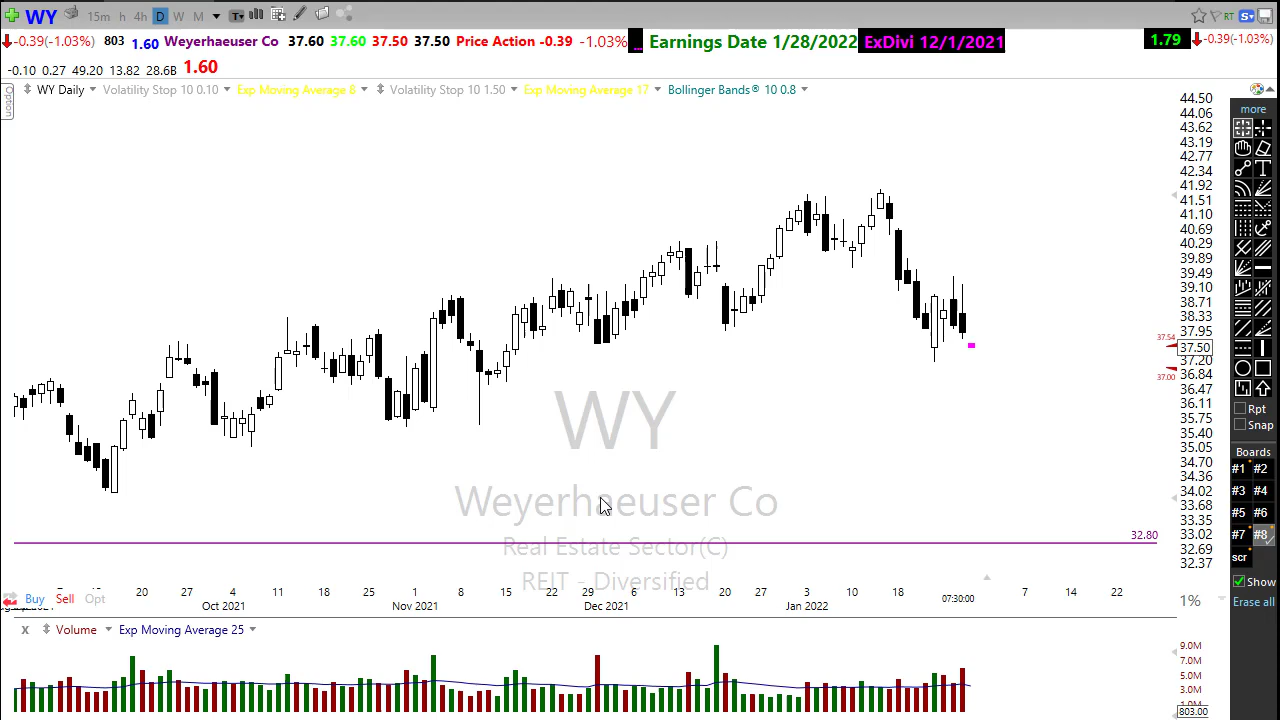 WY 15m h 4h D W M T RT S
-0.39(-1.03%) 803 1.60 Weyerhaeuser Co 37.60 37.60 37.50 37.50 Price Action -0.39 -1.03% ... Earnings Date 1/28/2022 ExDivi 12/1/2021 1.79 -0.39(-1.03%)
-0.10 0.27 49.20 13.82 28.6B 1.60
Option
WY Daily Volatility Stop 10 0.10 Exp Moving Average 8 Volatility Stop 10 1.50 Exp Moving Average 17 Bollinger Bands® 10 0.8
44.50
44.06
43.62
43.19
42.77
42.34
41.92
41.51
41.10
40.69
40.29
39.89
39.49
39.10
38.71
38.33
37.95
37.54
37.50
37.20
37.00
36.84
36.47
36.11
35.75
35.40
35.05
34.70
34.36
34.02
33.68
33.35
33.02
32.69
32.37
more
T
Rpt
Snap
Boards
#1 #2
#3 #4
#5 #6
#7 #8
scr
Show
Erase all
WY
Weyerhaeuser Co
Real Estate Sector(C)
REIT - Diversified
32.80
20 27 4 11 18 25 1 8 15 22 29 6 13 20 27 3 10 18 07:30:00 7 14 22
Oct 2021 Nov 2021 Dec 2021 Jan 2022
Buy Sell Opt
1%
X Volume Exp Moving Average 25
9.0M
7.0M
5.0M
3.0M
1.0M
803.00